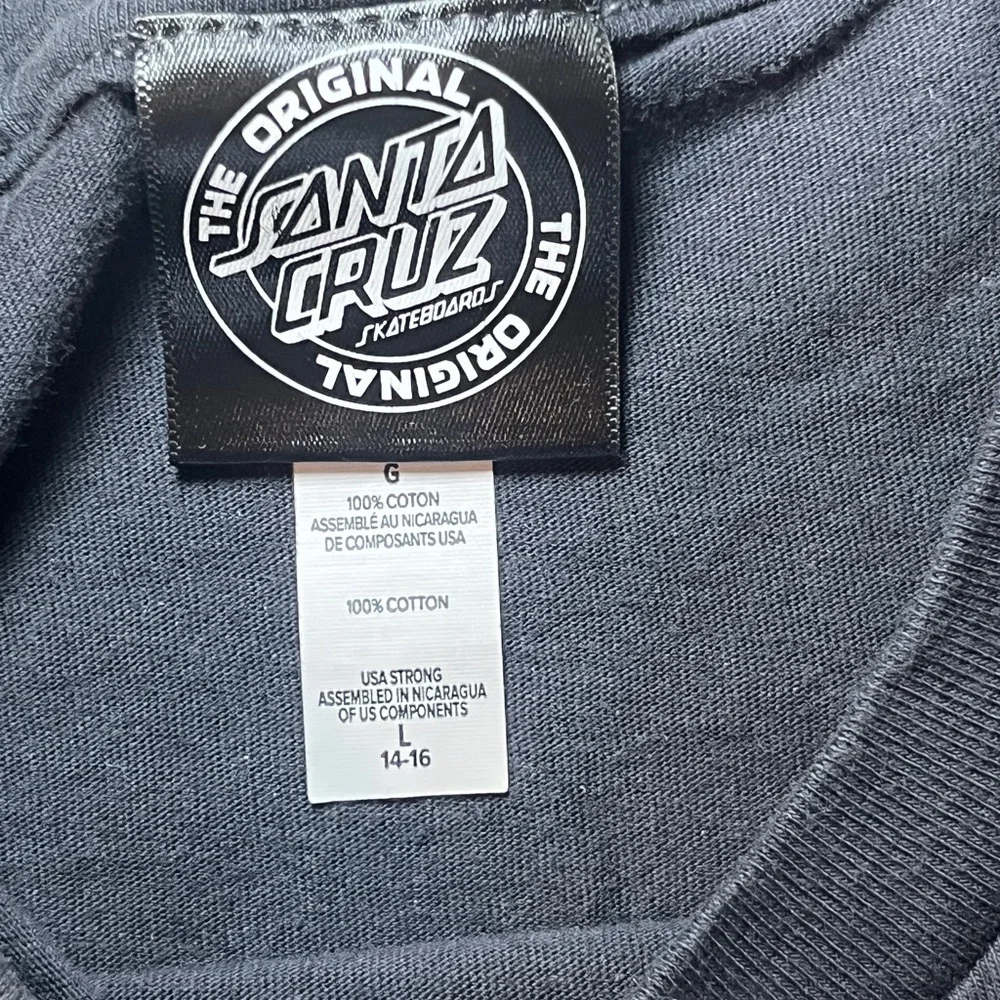 THE ORIGINAL
SANTA
CRUZ
SKATEBOARDS
THE ORIGINAL
G
100% COTON
ASSEMBLÉ AU NICARAGUA
DE COMPOSANTS USA
100% COTTON
USA STRONG
ASSEMBLED IN NICARAGUA
OF US COMPONENTS
L
14-16